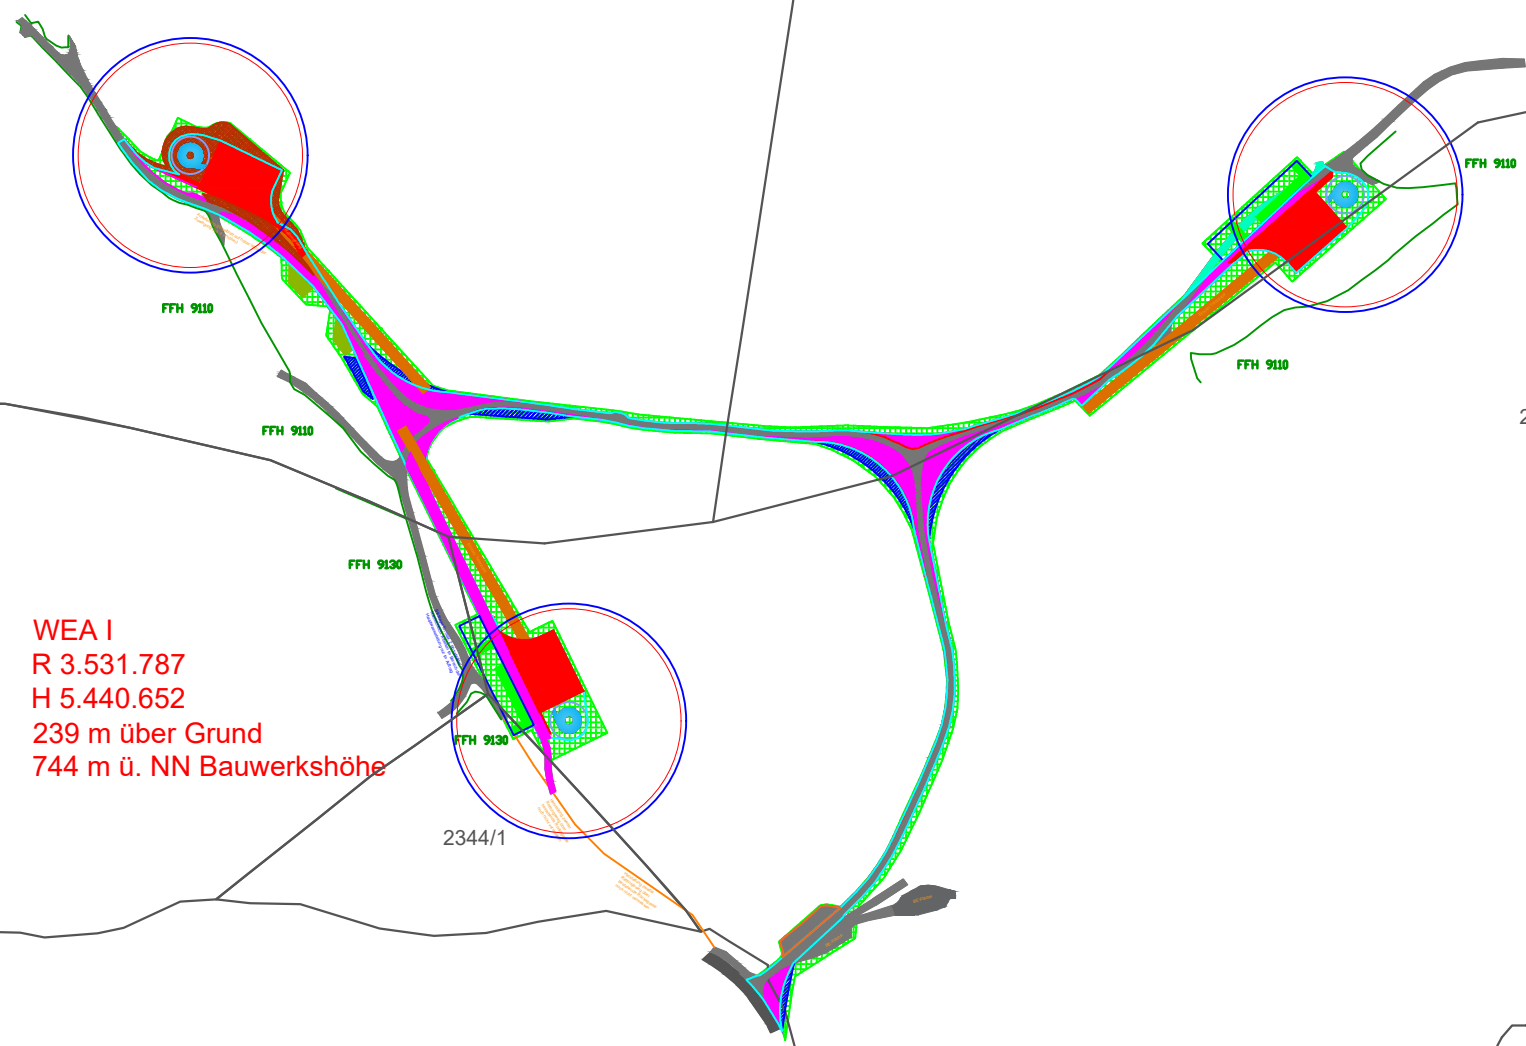 FFH 9110
FFH 9110
FFH 9110
2
FFH 9110
FFH 9130
WEA I
R 3.531.787
H 5.440.652
239 m über Grund
744 m ü. NN Bauwerkshöhe
FFH 9130
2344/1